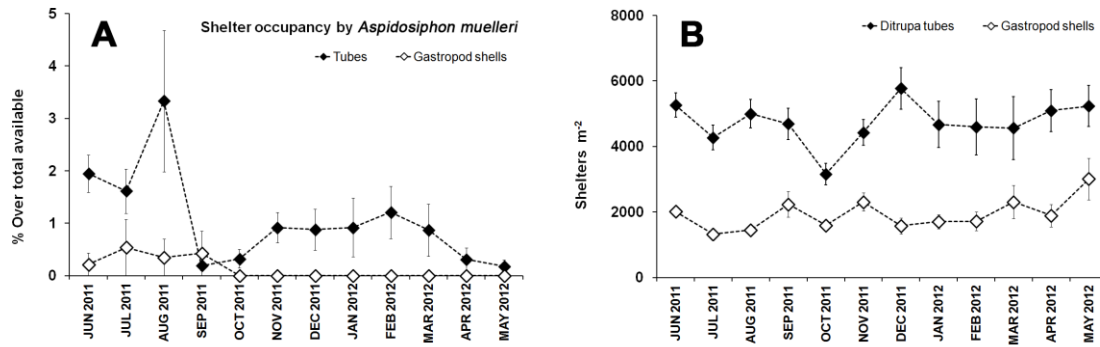 A
Shelter occupancy by Aspidosiphon muelleri
Tubes
Gastropod shells
% Over total available
5
4
3
2
1
0
JUN 2011
JUL 2011
AUG 2011
SEP 2011
OCT 2011
NOV 2011
DEC 2011
JAN 2012
FEB 2012
MAR 2012
APR 2012
MAY 2012
B
Ditrupa tubes
Gastropod shells
Shelters m-2
8000
6000
4000
2000
0
JUN 2011
JUL 2011
AUG 2011
SEP 2011
OCT 2011
NOV 2011
DEC 2011
JAN 2012
FEB 2012
MAR 2012
APR 2012
MAY 2012